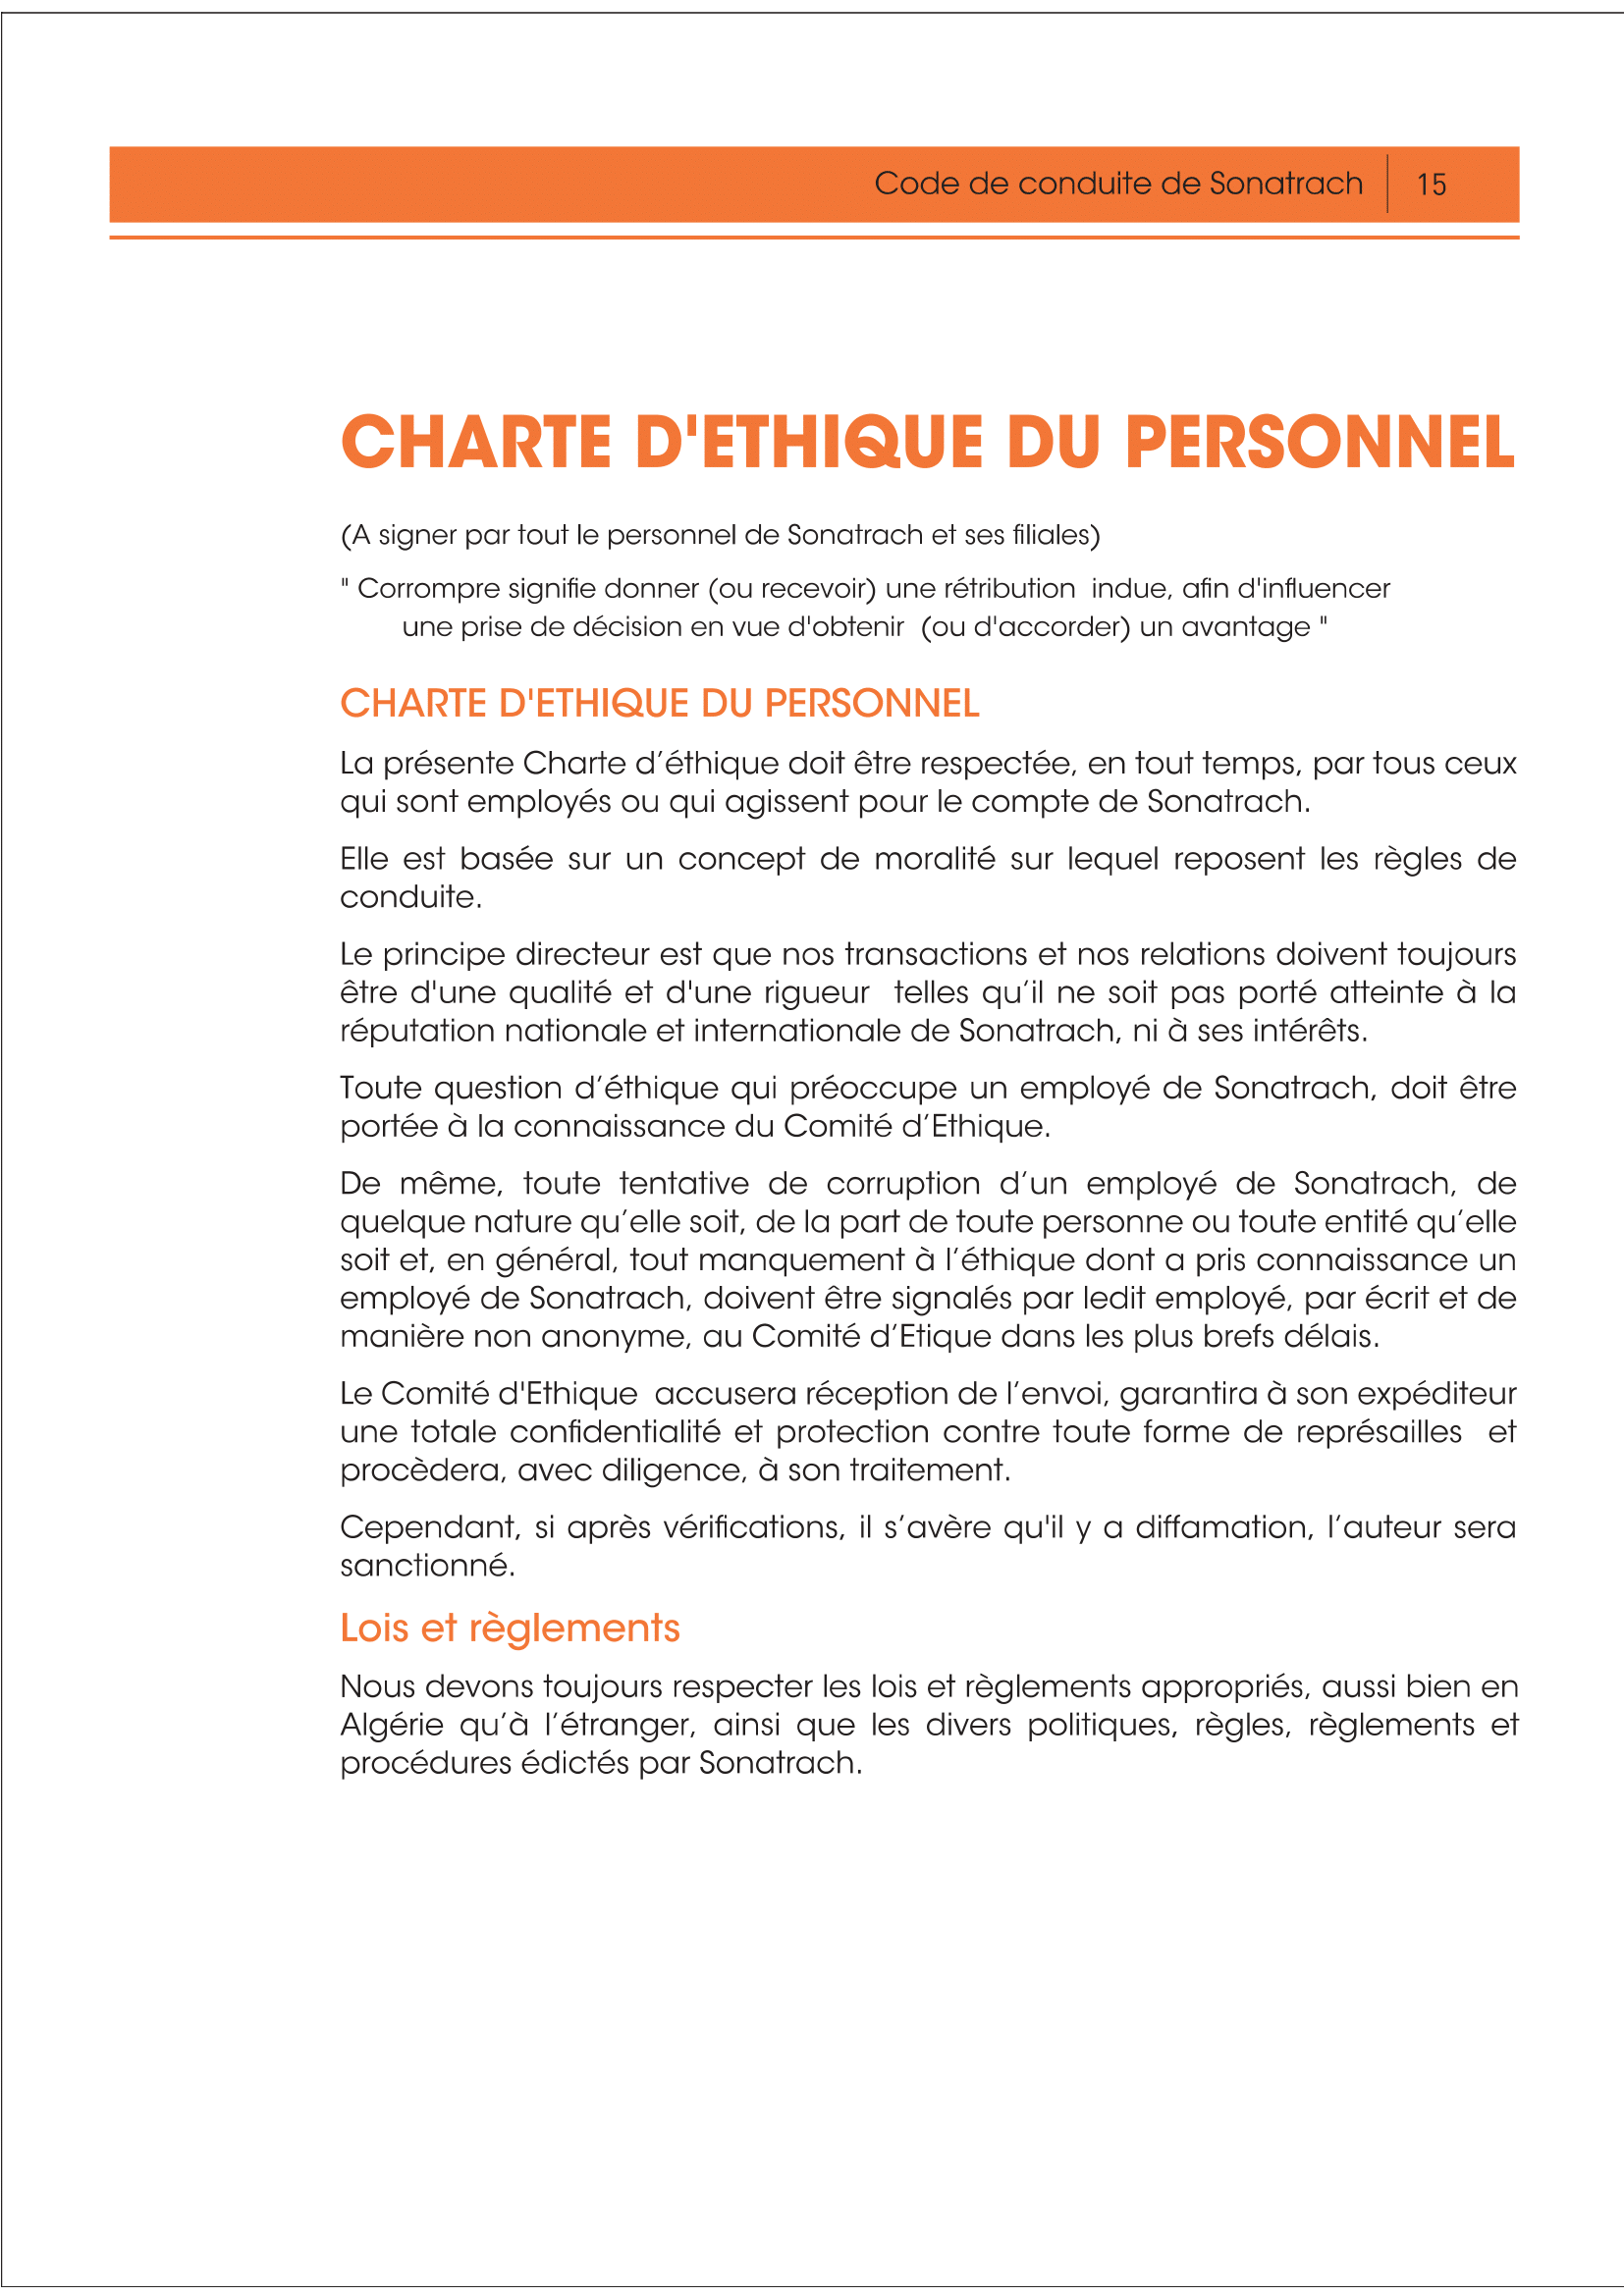 Code de conduite de Sonatrach 15
CHARTE D'ETHIQUE DU PERSONNEL
(A signer par tout le personnel de Sonatrach et ses filiales)
" Corrompre signifie donner (ou recevoir) une rétribution indue, afin d'influencer
une prise de décision en vue d'obtenir (ou d'accorder) un avantage "
CHARTE D'ETHIQUE DU PERSONNEL
La présente Charte d’éthique doit être respectée, en tout temps, par tous ceux
qui sont employés ou qui agissent pour le compte de Sonatrach.
Elle est basée sur un concept de moralité sur lequel reposent les règles de
conduite.
Le principe directeur est que nos transactions et nos relations doivent toujours
être d'une qualité et d'une rigueur telles qu’il ne soit pas porté atteinte à la
réputation nationale et internationale de Sonatrach, ni à ses intérêts.
Toute question d’éthique qui préoccupe un employé de Sonatrach, doit être
portée à la connaissance du Comité d’Ethique.
De même, toute tentative de corruption d’un employé de Sonatrach, de
quelque nature qu’elle soit, de la part de toute personne ou toute entité qu’elle
soit et, en général, tout manquement à l’éthique dont a pris connaissance un
employé de Sonatrach, doivent être signalés par ledit employé, par écrit et de
manière non anonyme, au Comité d’Etique dans les plus brefs délais.
Le Comité d'Ethique accusera réception de l’envoi, garantira à son expéditeur
une totale confidentialité et protection contre toute forme de représailles et
procèdera, avec diligence, à son traitement.
Cependant, si après vérifications, il s’avère qu'il y a diffamation, l’auteur sera
sanctionné.
Lois et règlements
Nous devons toujours respecter les lois et règlements appropriés, aussi bien en
Algérie qu’à l’étranger, ainsi que les divers politiques, règles, règlements et
procédures édictés par Sonatrach.